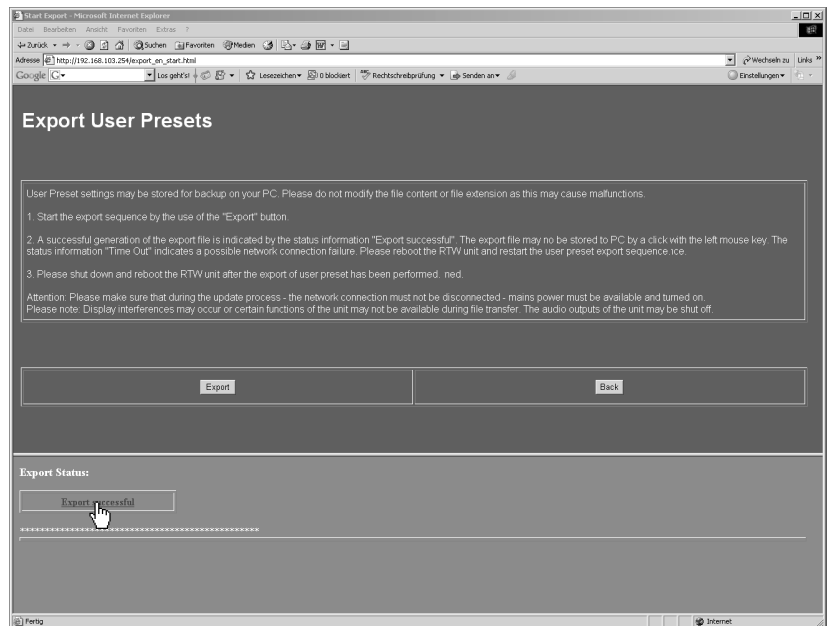 Start Export - Microsoft Internet Explorer
Datei Bearbeiten Ansicht Favoriten Extras ?
Zurück Suchen Favoriten Medien
Adresse http://192.168.103.254/export_en_start.html Wechseln zu Links »
Google G Los geht's! Lesezeichen 0 blockiert Rechtschreibprüfung Senden an Einstellungen
Export User Presets
User Preset settings may be stored for backup on your PC. Please do not modify the file content or file extension as this may cause malfunctions.
1. Start the export sequence by the use of the "Export" button.
2. A successful generation of the export file is indicated by the status information "Export successful". The export file may no be stored to PC by a click with the left mouse key. The
status information "Time Out" indicates a possible network connection failure. Please reboot the RTW unit and restart the user preset export sequence.ıce.
3. Please shut down and reboot the RTW unit after the export of user preset has been performed. ned.
Attention: Please make sure that during the update process - the network connection must not be disconnected - mains power must be available and turned on.
Please note: Display interferences may occur or certain functions of the unit may not be available during file transfer. The audio outputs of the unit may be shut off.
Export Back
Export Status:
Export successful
************************************************
Fertig Internet